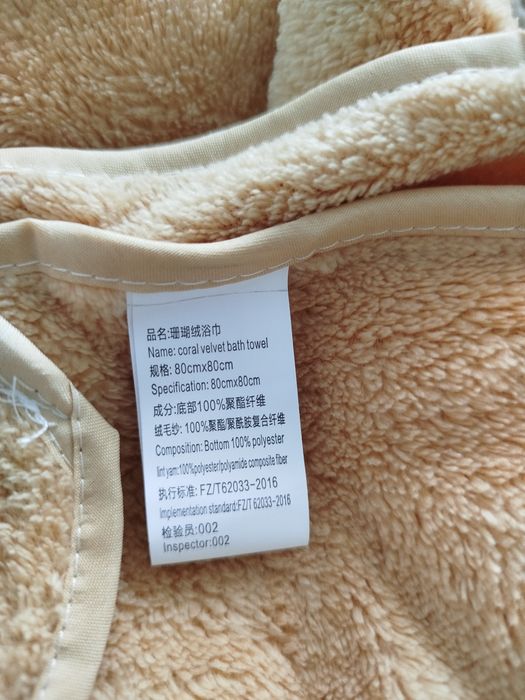 品名:珊瑚绒浴巾
Name: coral velvet bath towel
规格: 80cmx80cm
Specification: 80cmx80cm
成分: 底部100%聚酯纤维
绒毛纱: 100%聚酯/聚酰胺复合纤维
Composition: Bottom 100% polyester
lint yarn:100%polyester/polyamide composite fiber
执行标准: FZ/T62033-2016
Implementation standard:FZ/T 62033-2016
检验员:002
Inspector:002